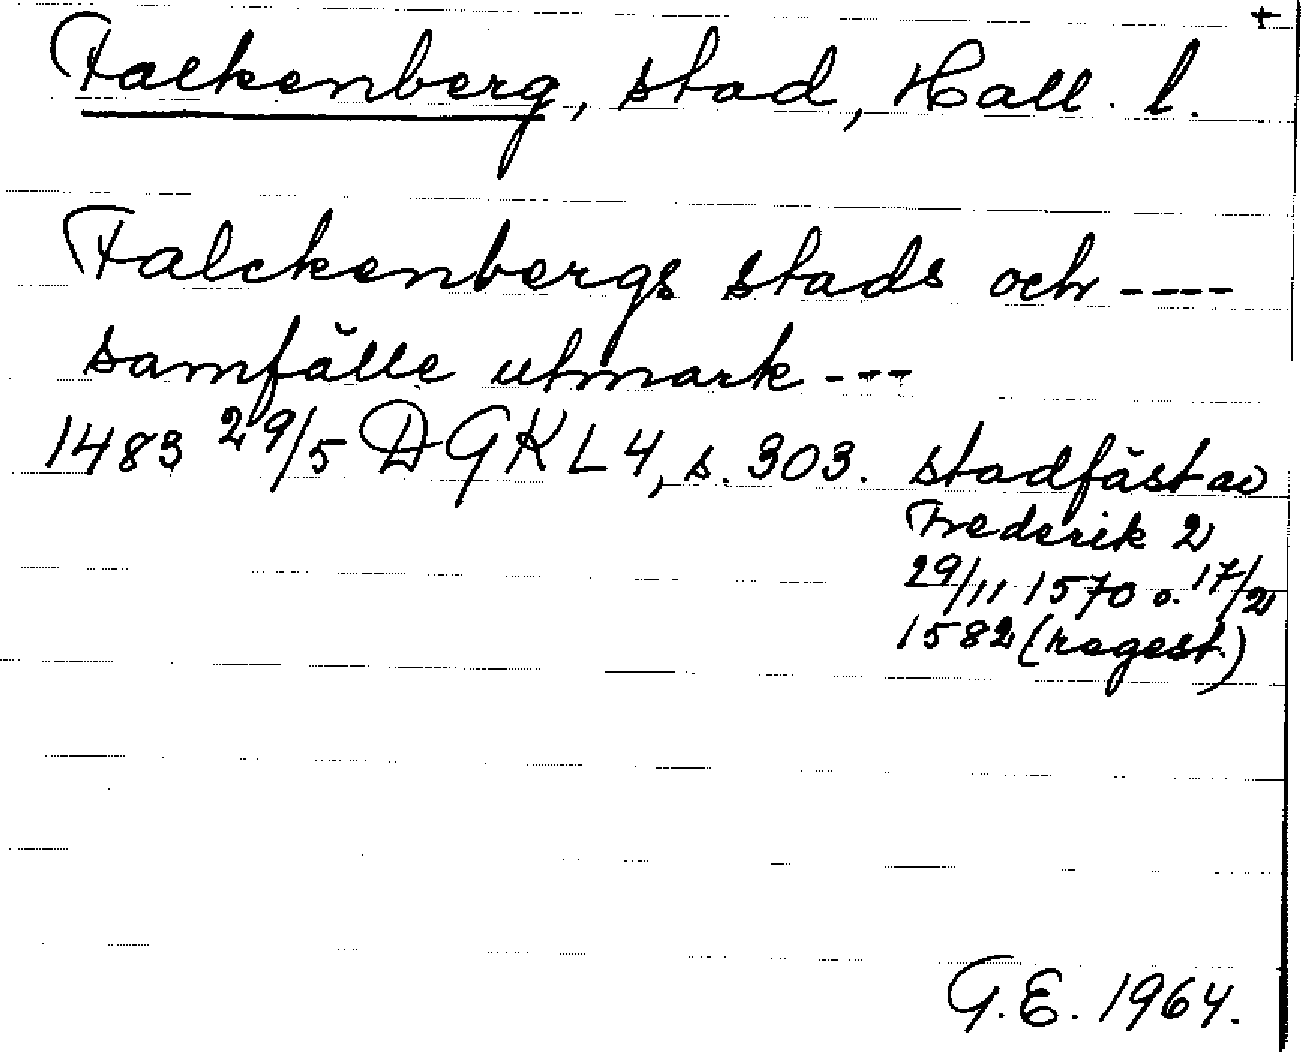 +
Falkenberg, stad, Hall. l.
Falckenbergs stads och ----
samfälle utmark ---
1483 29/5 DGKL4, s. 303. stadfäst av
Frederik 2
29/11 1570 o. 17/2
1582 (regest.)
G.E. 1964.